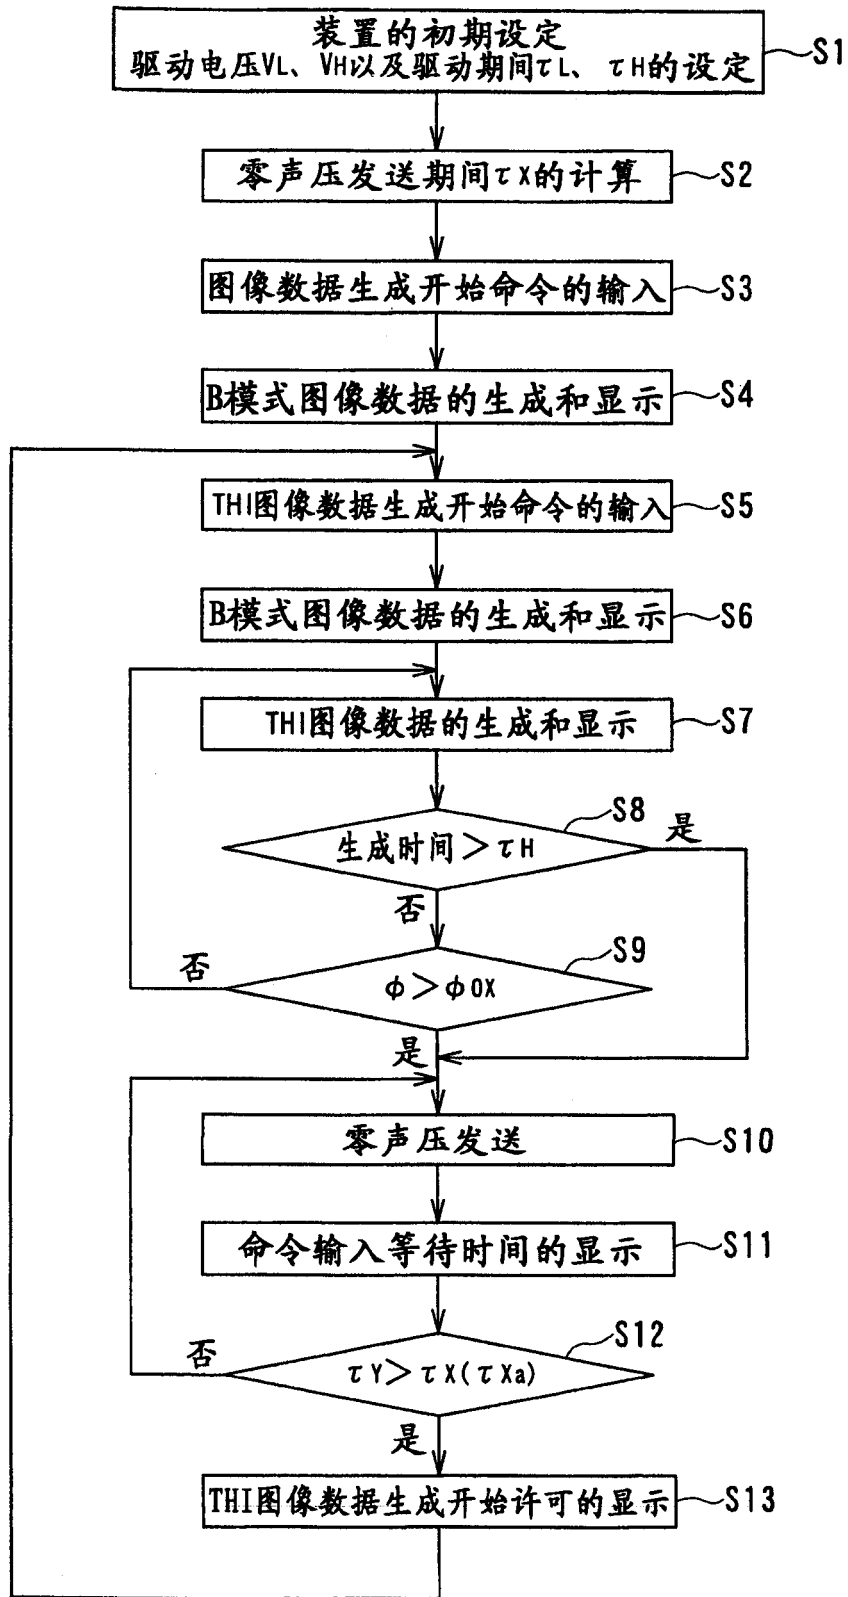 装置的初期设定
驱动电压VL、VH以及驱动期间τL、τH的设定
S1
零声压发送期间τX的计算
S2
图像数据生成开始命令的输入
S3
B模式图像数据的生成和显示
S4
THI图像数据生成开始命令的输入
S5
B模式图像数据的生成和显示
S6
THI图像数据的生成和显示
S7
S8
生成时间＞τH
是
否
S9
φ＞φ0X
否
是
零声压发送
S10
命令输入等待时间的显示
S11
S12
τY＞τX(τXa)
否
是
THI图像数据生成开始许可的显示
S13